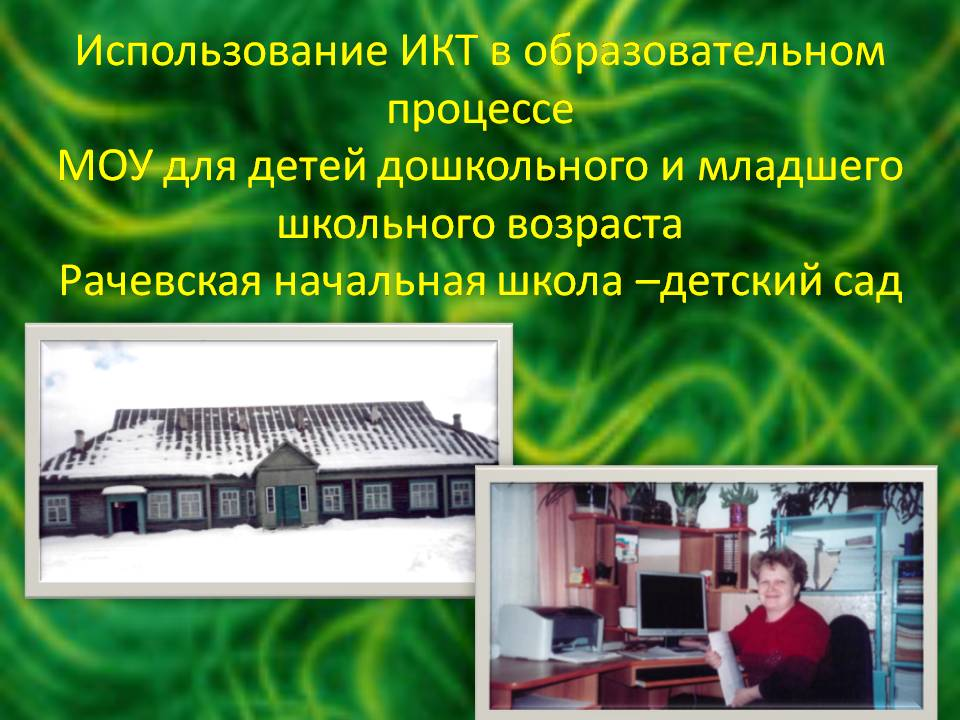 Использование ИКТ в образовательном
процессе
МОУ для детей дошкольного и младшего
школьного возраста
Рачевская начальная школа –детский сад